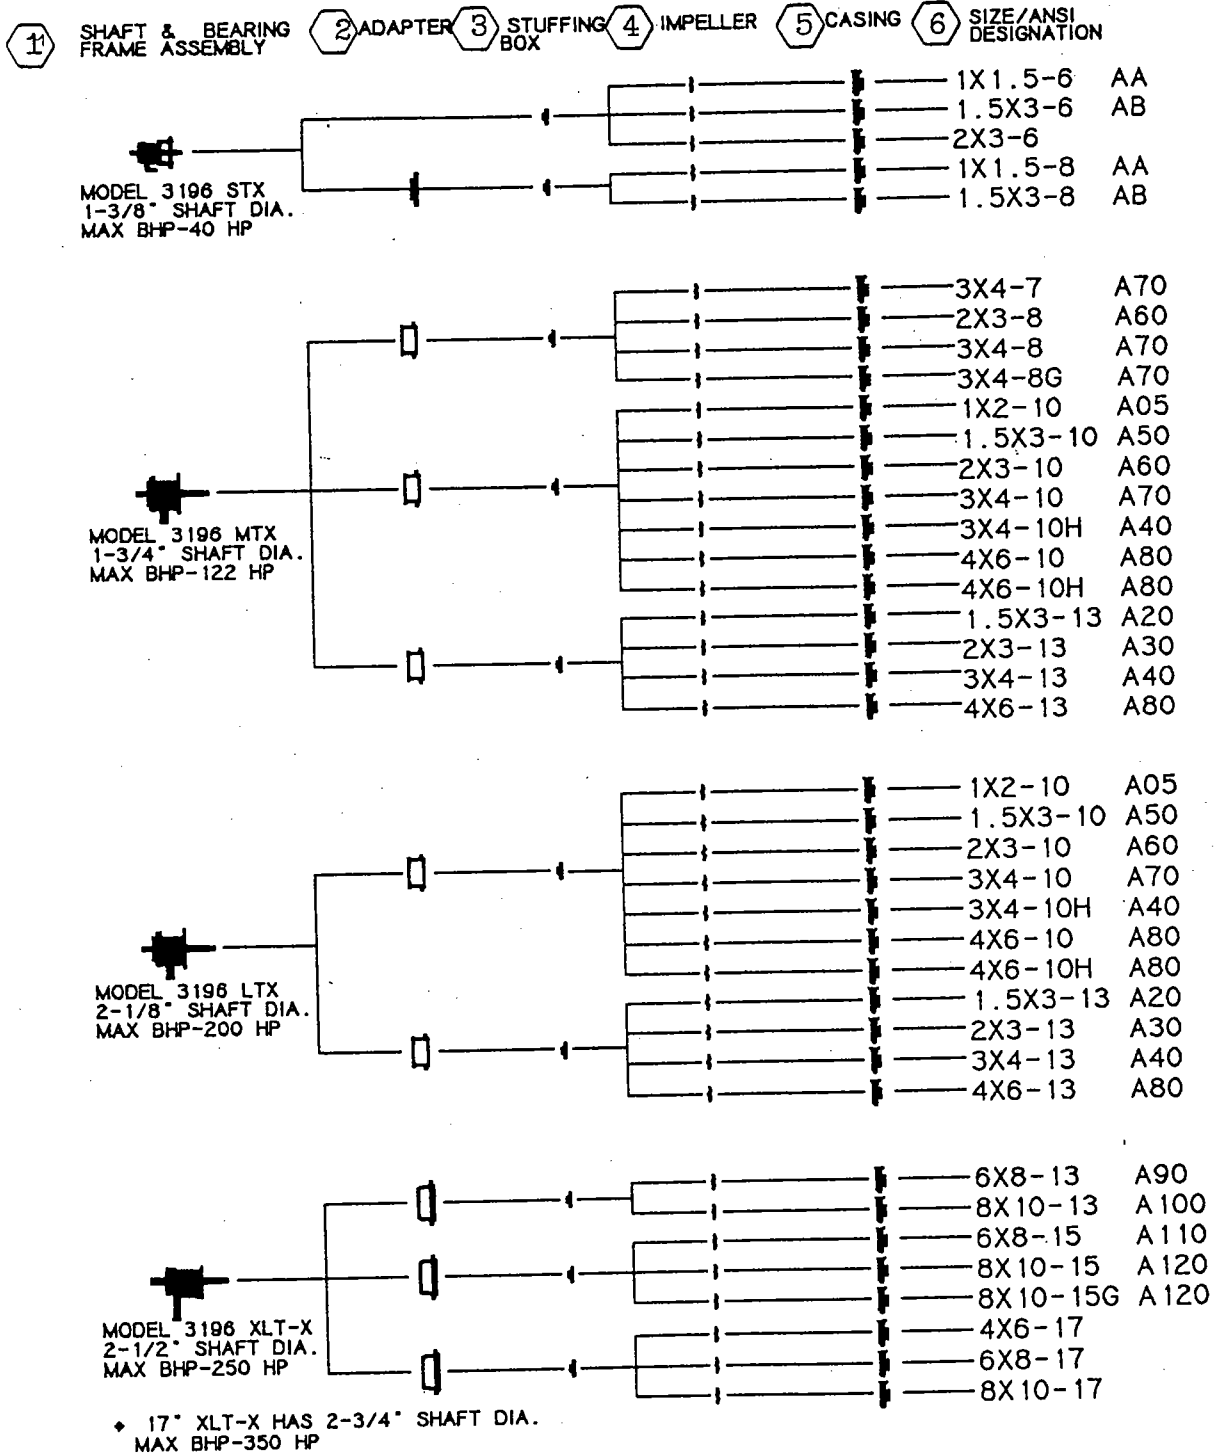 1 SHAFT & BEARING FRAME ASSEMBLY
2 ADAPTER
3 STUFFING BOX
4 IMPELLER
5 CASING
6 SIZE/ANSI DESIGNATION
1X1.5-6 AA
1.5X3-6 AB
2X3-6
1X1.5-8 AA
1.5X3-8 AB
MODEL 3196 STX
1-3/8" SHAFT DIA.
MAX BHP-40 HP
3X4-7 A70
2X3-8 A60
3X4-8 A70
3X4-8G A70
1X2-10 A05
1.5X3-10 A50
2X3-10 A60
3X4-10 A70
3X4-10H A40
4X6-10 A80
4X6-10H A80
1.5X3-13 A20
2X3-13 A30
3X4-13 A40
4X6-13 A80
MODEL 3196 MTX
1-3/4" SHAFT DIA.
MAX BHP-122 HP
1X2-10 A05
1.5X3-10 A50
2X3-10 A60
3X4-10 A70
3X4-10H A40
4X6-10 A80
4X6-10H A80
1.5X3-13 A20
2X3-13 A30
3X4-13 A40
4X6-13 A80
MODEL 3196 LTX
2-1/8" SHAFT DIA.
MAX BHP-200 HP
6X8-13 A90
8X10-13 A100
6X8-15 A110
8X10-15 A120
8X10-15G A120
4X6-17
6X8-17
8X10-17
MODEL 3196 XLT-X
2-1/2" SHAFT DIA.
MAX BHP-250 HP
◆ 17" XLT-X HAS 2-3/4" SHAFT DIA.
MAX BHP-350 HP